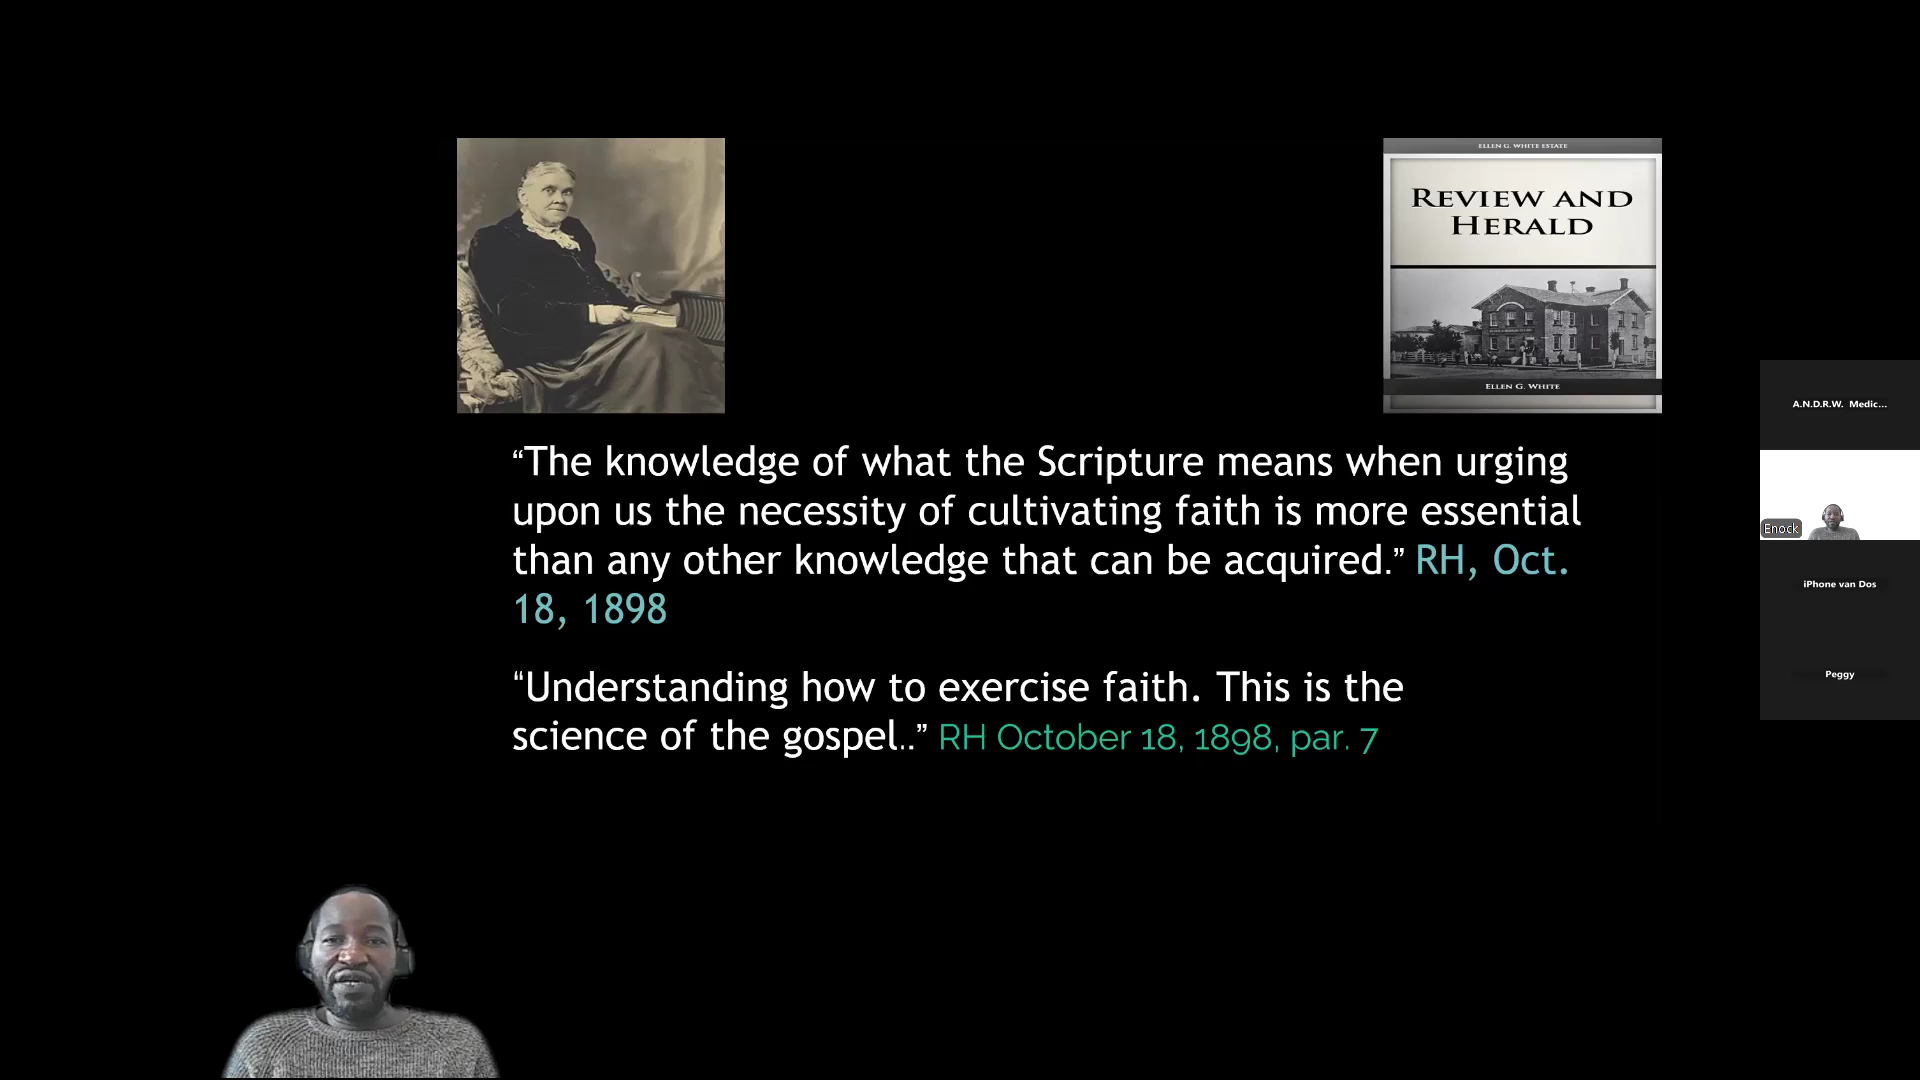 ELLEN G. WHITE ESTATE
REVIEW AND
HERALD
ELLEN G. WHITE
“The knowledge of what the Scripture means when urging
upon us the necessity of cultivating faith is more essential
than any other knowledge that can be acquired.” RH, Oct.
18, 1898
“Understanding how to exercise faith. This is the
science of the gospel..” RH October 18, 1898, par. 7
A.N.D.R.W. Medic...
Enock
iPhone van Dos
Peggy